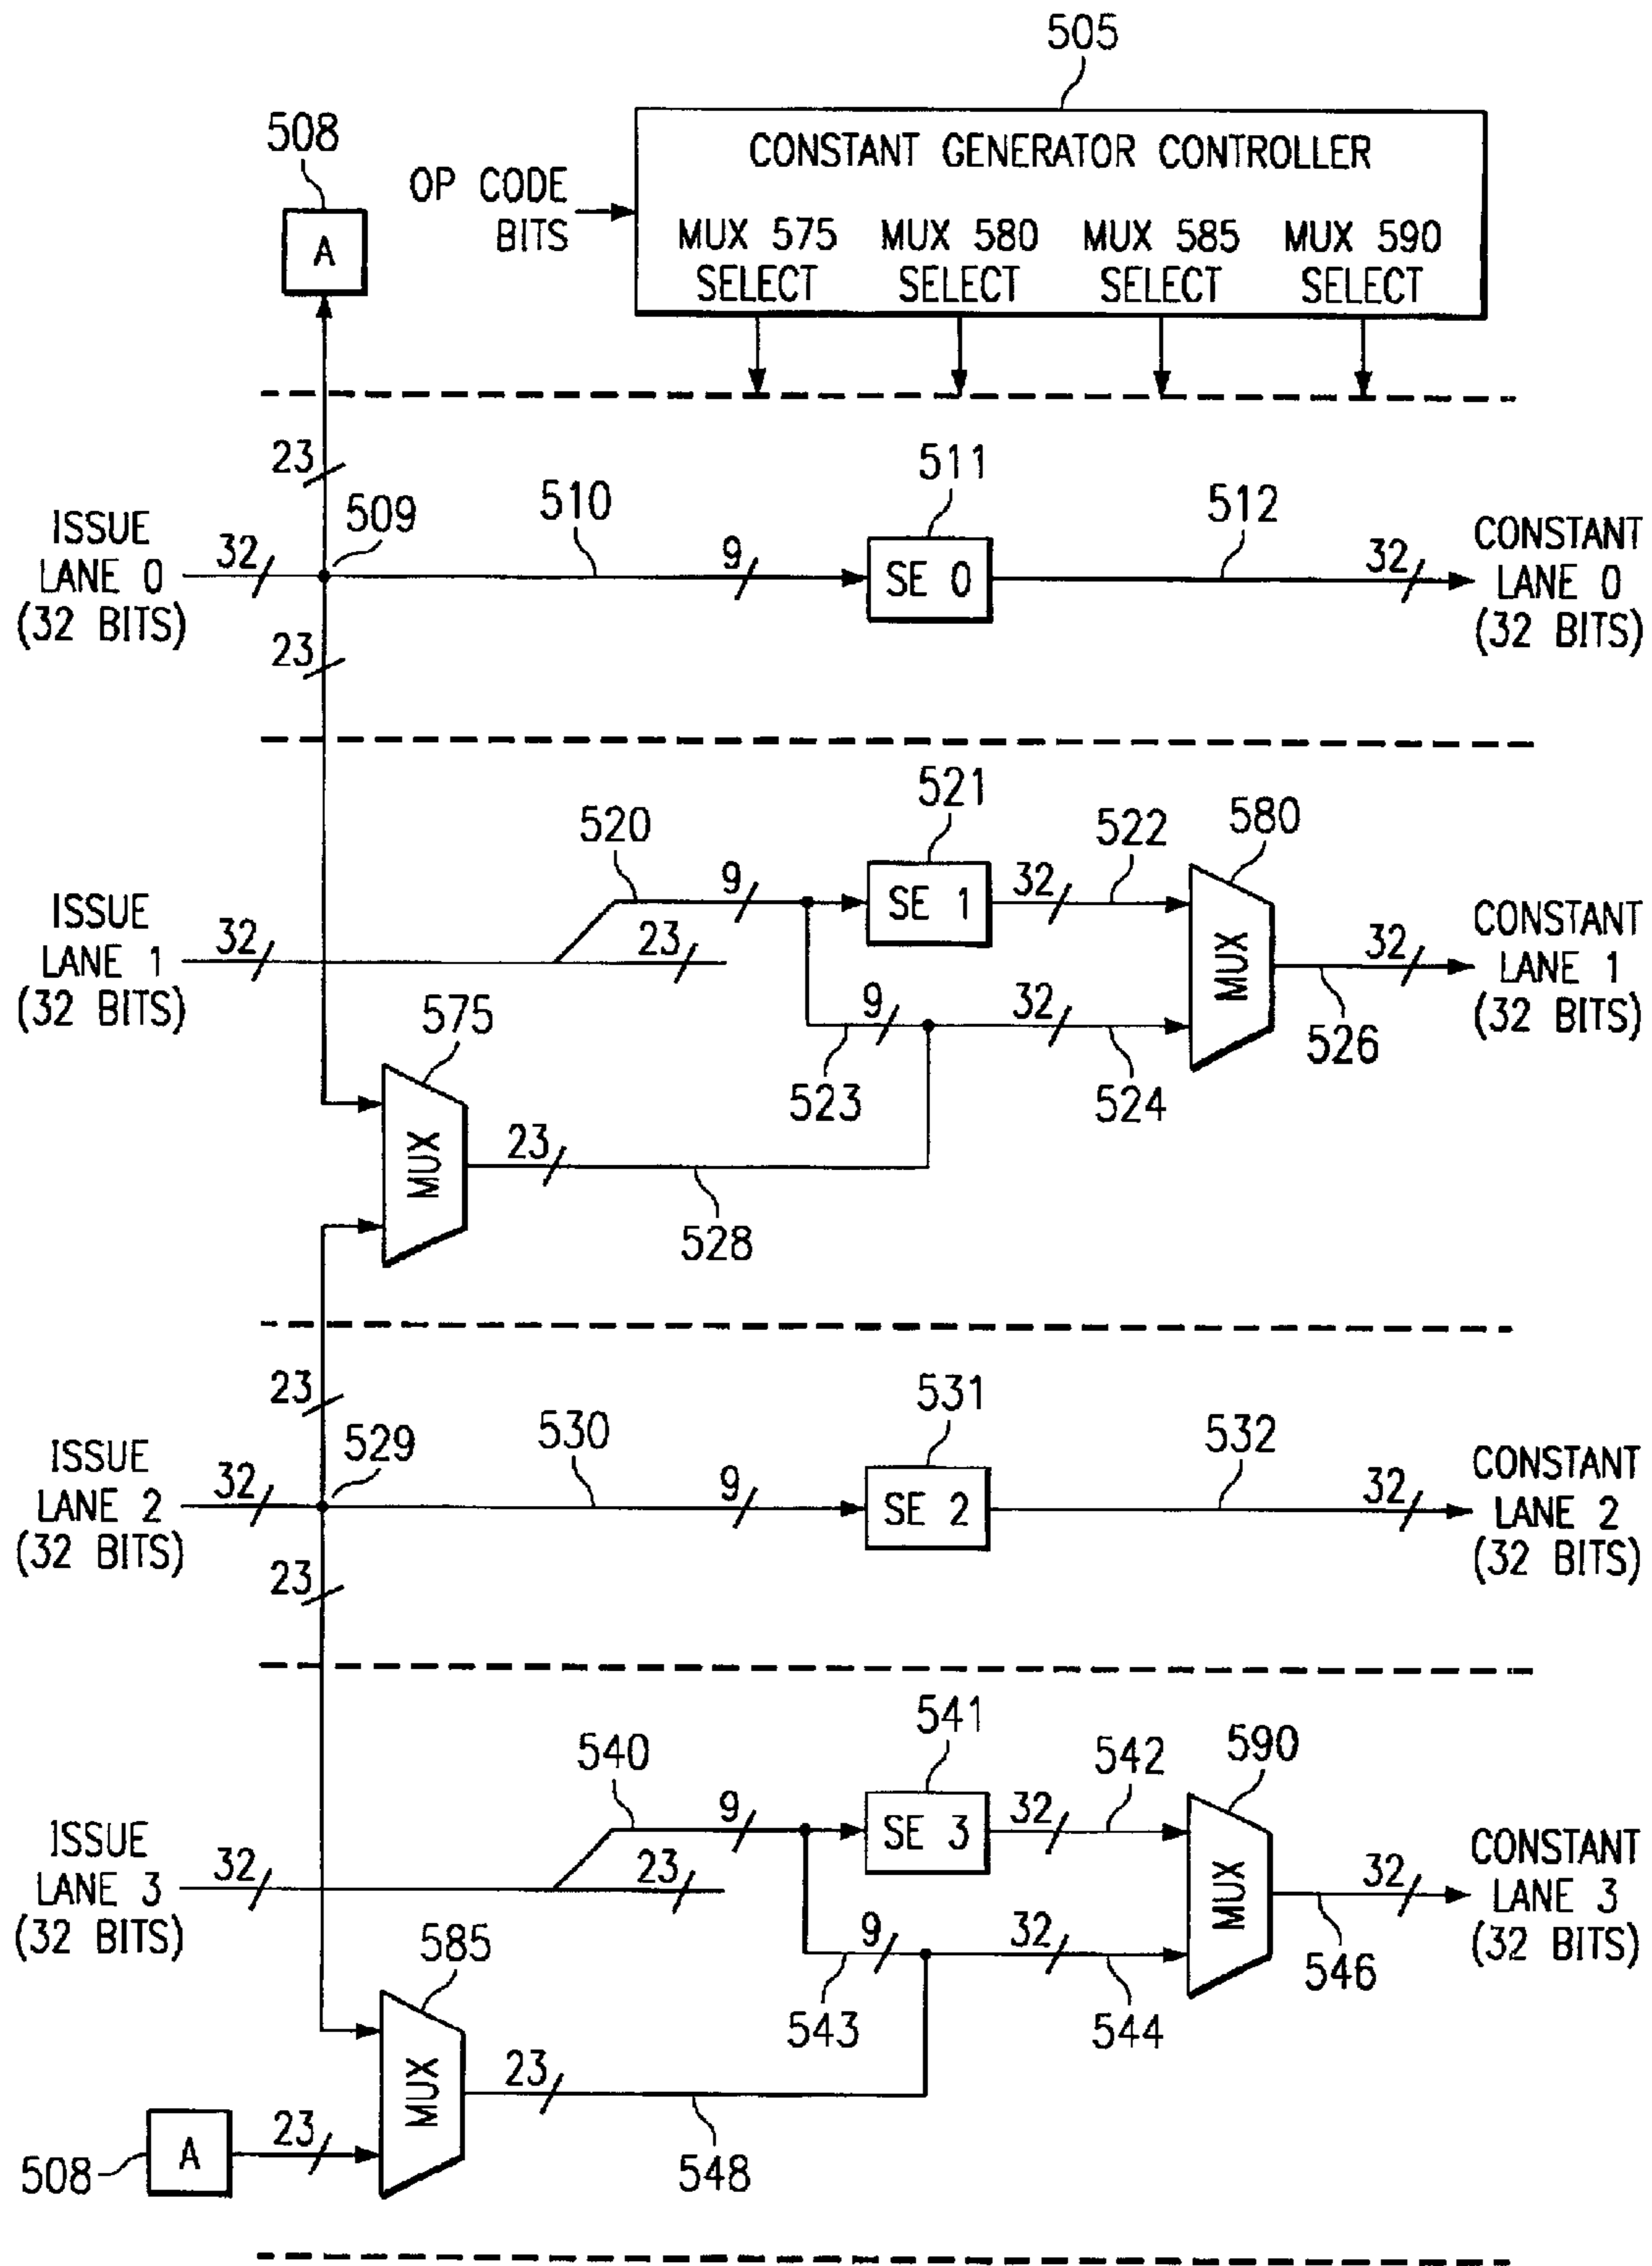 505
CONSTANT GENERATOR CONTROLLER
508
A
OP CODE
BITS
MUX 575
SELECT
MUX 580
SELECT
MUX 585
SELECT
MUX 590
SELECT
23
509
510
511
512
ISSUE
LANE 0
(32 BITS)
32
9
SE 0
32
CONSTANT
LANE 0
(32 BITS)
23
520
521
522
580
ISSUE
LANE 1
(32 BITS)
32
9
23
SE 1
32
MUX
32
CONSTANT
LANE 1
(32 BITS)
575
9
32
523
524
526
MUX
23
528
23
529
530
531
532
ISSUE
LANE 2
(32 BITS)
32
9
SE 2
32
CONSTANT
LANE 2
(32 BITS)
23
540
541
542
590
ISSUE
LANE 3
(32 BITS)
32
9
23
SE 3
32
MUX
32
CONSTANT
LANE 3
(32 BITS)
585
9
32
543
544
546
MUX
23
548
508
A
23